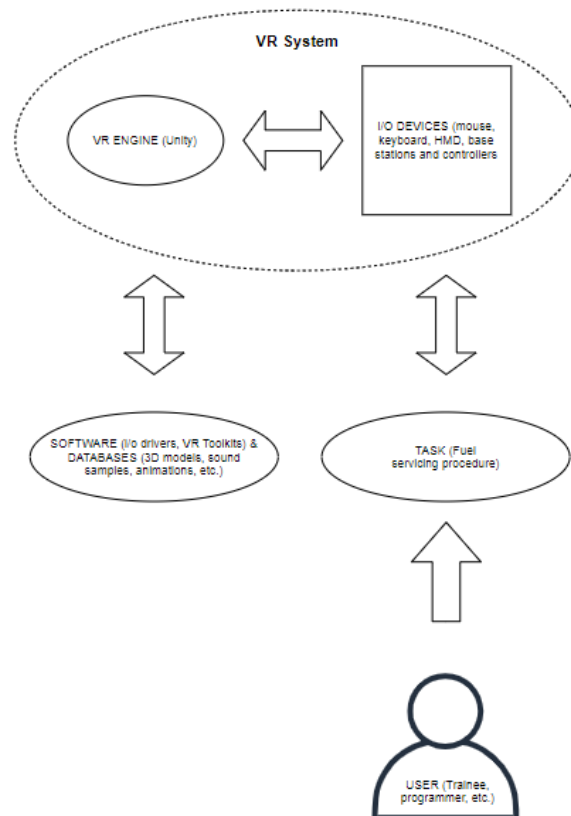 VR System
VR ENGINE (Unity)
I/O DEVICES (mouse,
keyboard, HMD, base
stations and controllers
SOFTWARE (I/o drivers, VR Toolkits) &
DATABASES (3D models, sound
samples, animations, etc.)
TASK (Fuel
servicing procedure)
USER (Trainee,
programmer, etc.)